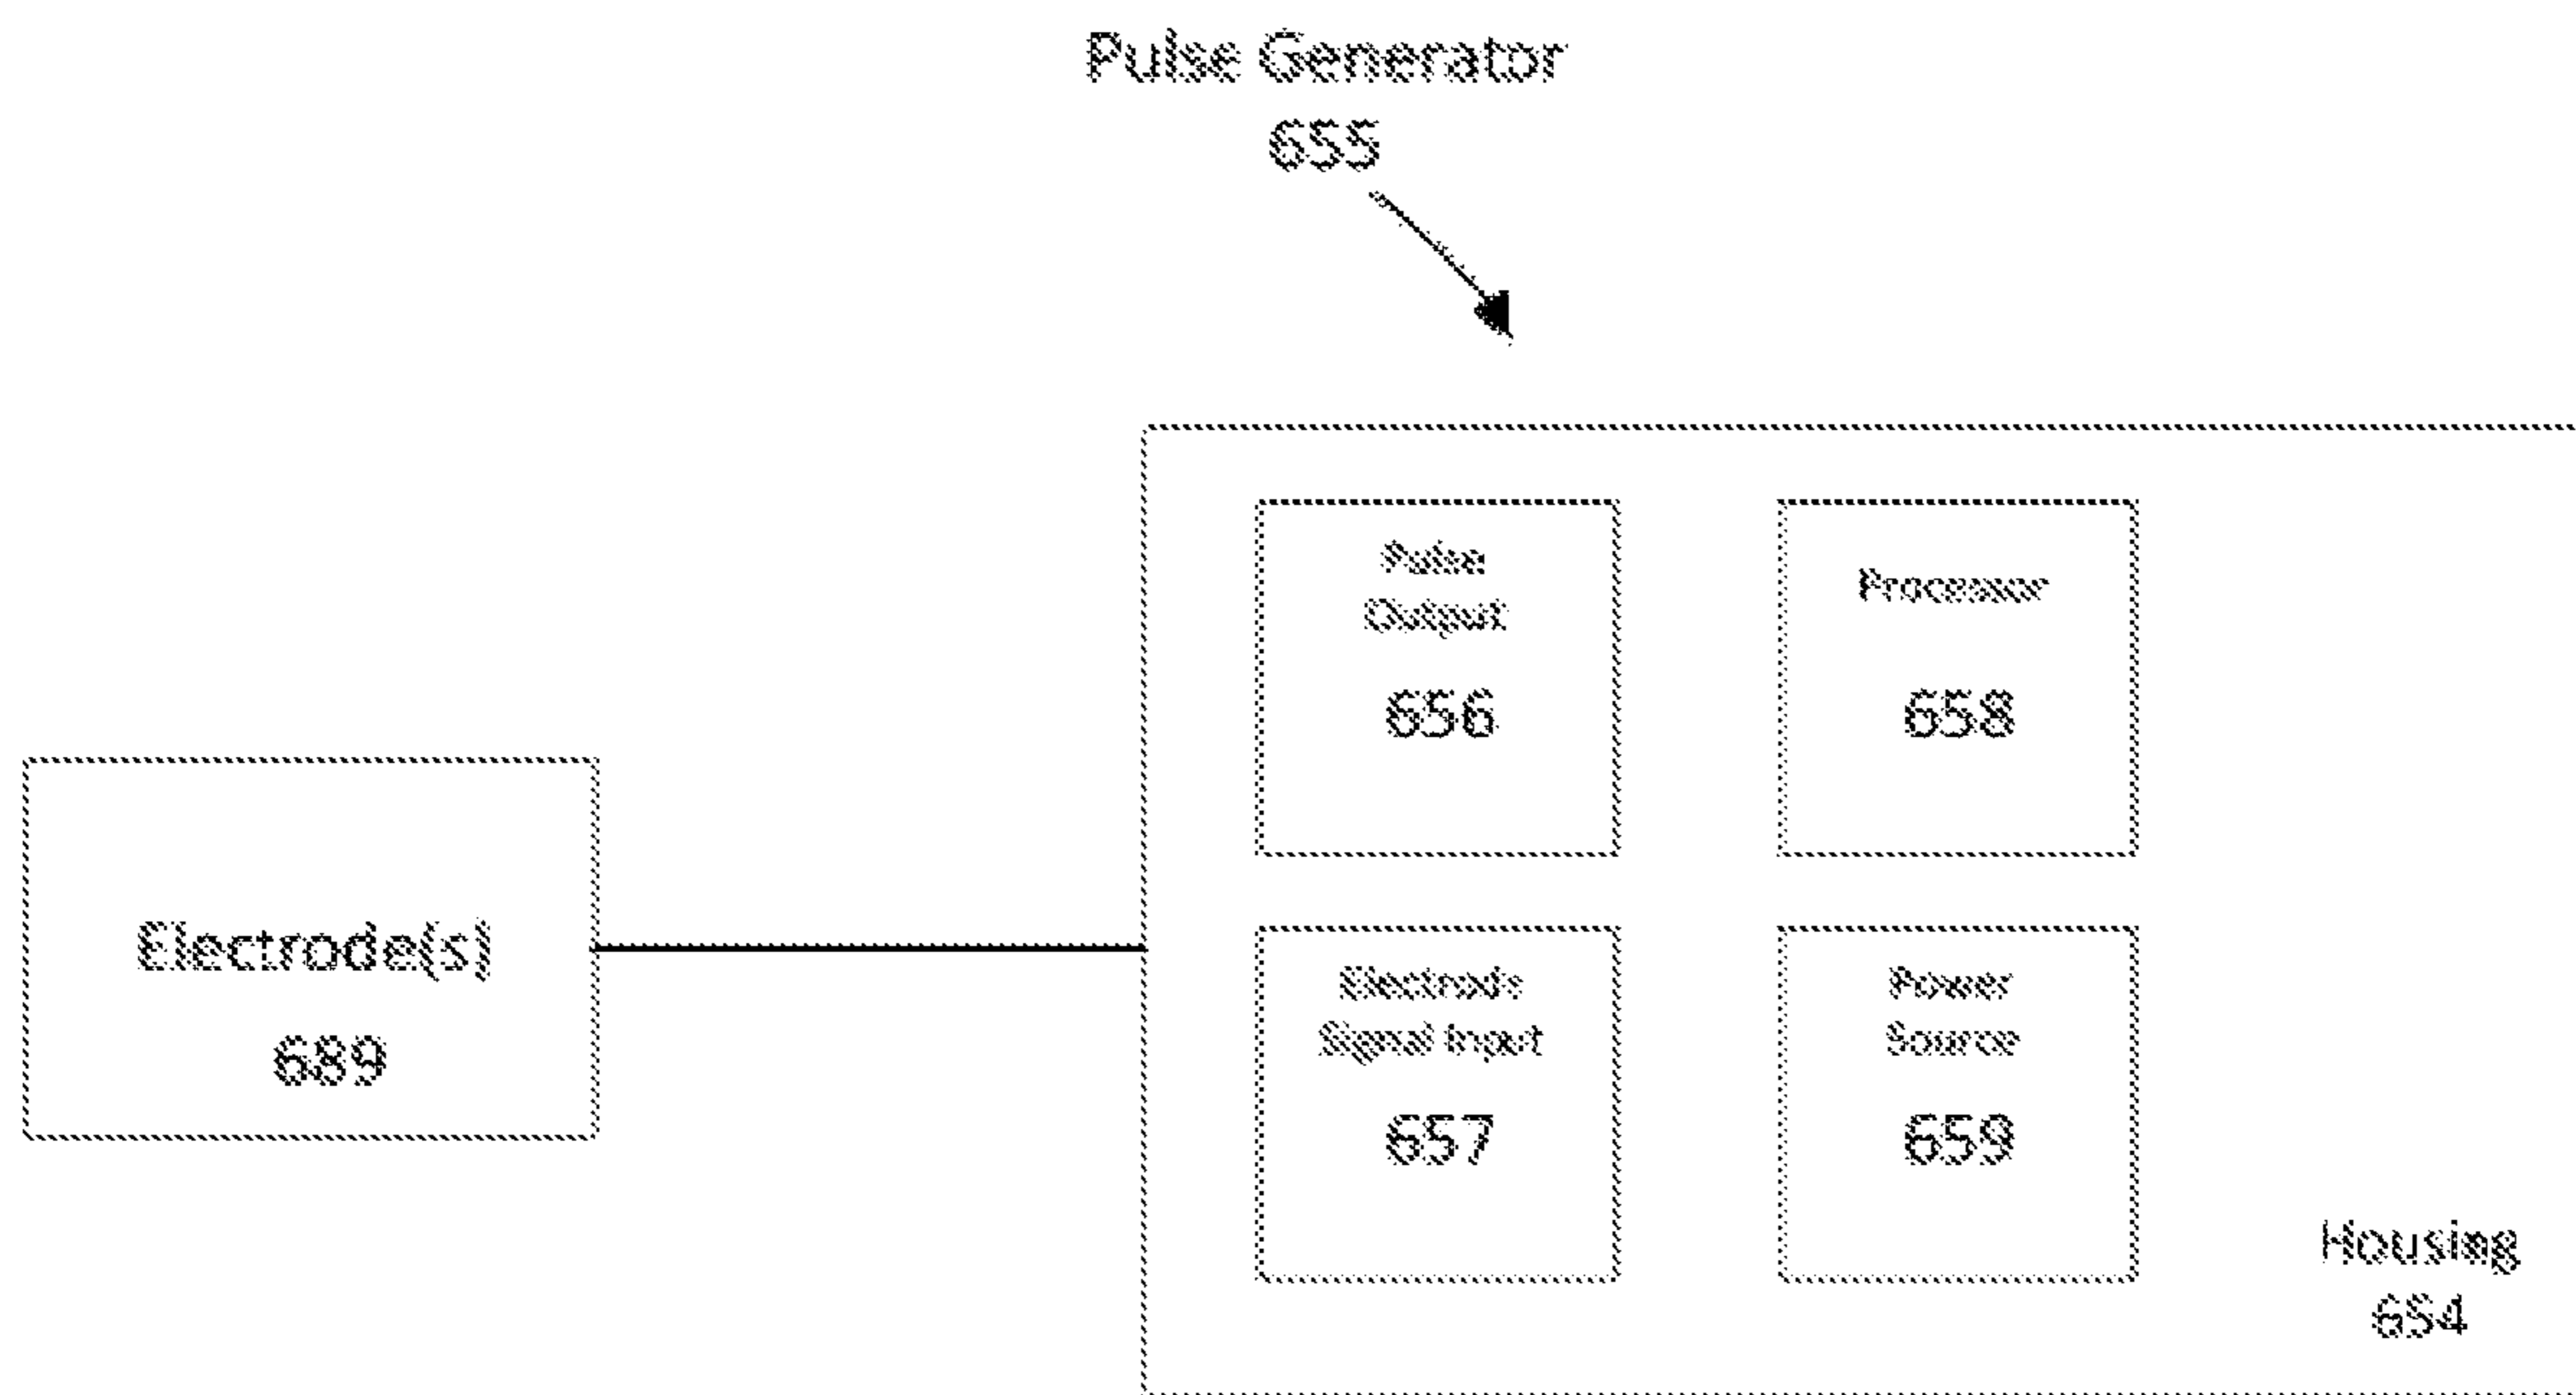 Pulse Generator
655
Pulse
Output
656
Processor
658
Electrode(s)
689
Electrode
Signal Input
657
Power
Source
659
Housing
654